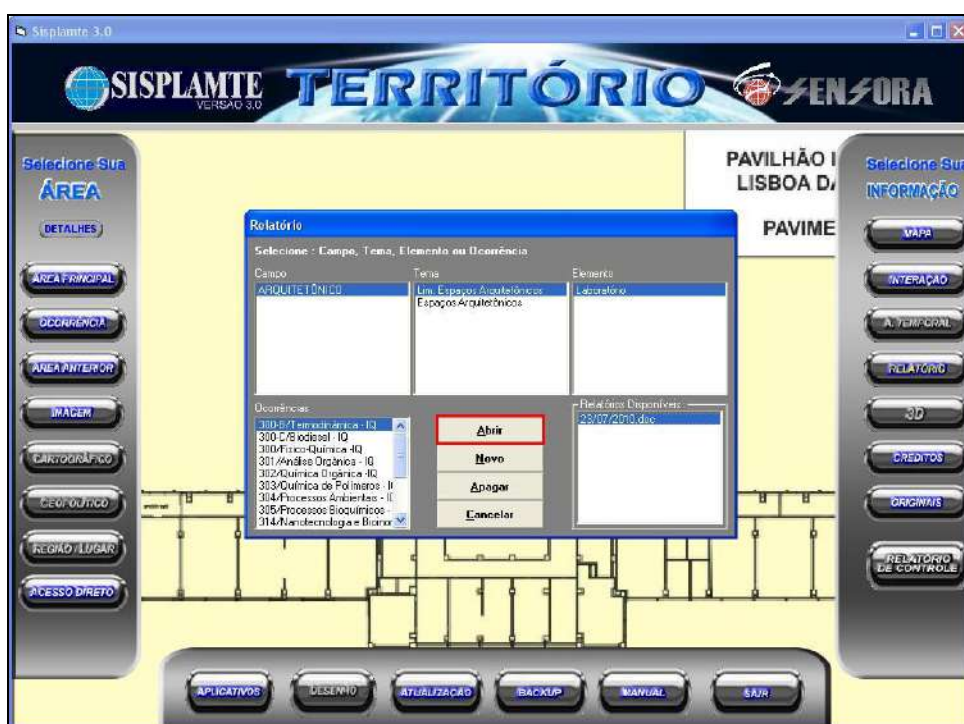 Sisplamte 3.0
SISPLAMTE
VERSÃO 3.0
TERRITÓRIO
SENSORA
Selecione Sua
ÁREA
DETALHES
ÁREA PRINCIPAL
OCORRÊNCIA
ÁREA ANTERIOR
IMAGEM
CARTOGRÁFICO
GEOPOLÍTICO
REGIÃO / LUGAR
ACESSO DIRETO
PAVILHÃO
LISBOA DA
PAVIME
Relatório
Selecione : Campo, Tema, Elemento ou Ocorrência
Campo
ARQUITETÔNICO
Tema
Lim. Espaços Arquitetônicos
Espaços Arquitetônicos
Elemento
Laboratório
Ocorrências
300-B/Termodinâmica - IQ
300-C/Biodiesel - IQ
300/Físico-Química -IQ
301/Análise Orgânica - IQ
302/Química Orgânica -IQ
303/Química de Polímeros - I
304/Processos Ambientais - I
305/Processos Bioquímicos -
314/Nanotecnologia e Bioinor
Abrir
Novo
Apagar
Cancelar
Relatórios Disponíveis
23/07/2010.doc
Selecione Sua
INFORMAÇÃO
MAPA
INTERAÇÃO
A. TEMPORAL
RELATÓRIO
3D
CRÉDITOS
ORIGINAIS
RELATÓRIO
DE CONTROLE
APLICATIVOS
DESENHO
ATUALIZAÇÃO
BACKUP
MANUAL
SAIR